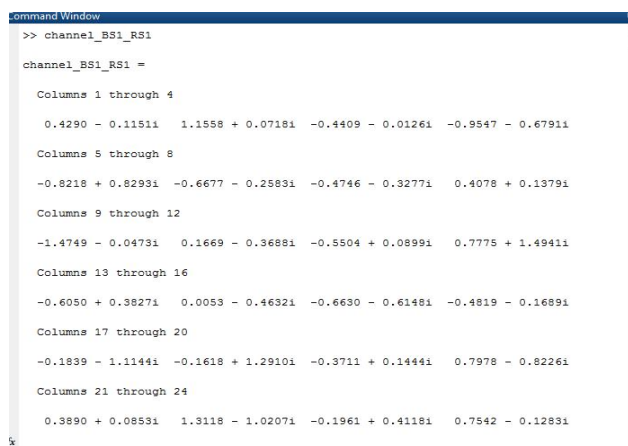 Command Window
>> channel_BS1_RS1
channel_BS1_RS1 =
Columns 1 through 4
0.4290 - 0.1151i 1.1558 + 0.0718i -0.4409 - 0.0126i -0.9547 - 0.6791i
Columns 5 through 8
-0.8218 + 0.8293i -0.6677 - 0.2583i -0.4746 - 0.3277i 0.4078 + 0.1379i
Columns 9 through 12
-1.4749 - 0.0473i 0.1669 - 0.3688i -0.5504 + 0.0899i 0.7775 + 1.4941i
Columns 13 through 16
-0.6050 + 0.3827i 0.0053 - 0.4632i -0.6630 - 0.6148i -0.4819 - 0.1689i
Columns 17 through 20
-0.1839 - 1.1144i -0.1618 + 1.2910i -0.3711 + 0.1444i 0.7978 - 0.8226i
Columns 21 through 24
0.3890 + 0.0853i 1.3118 - 1.0207i -0.1961 + 0.4118i 0.7542 - 0.1283i
fx